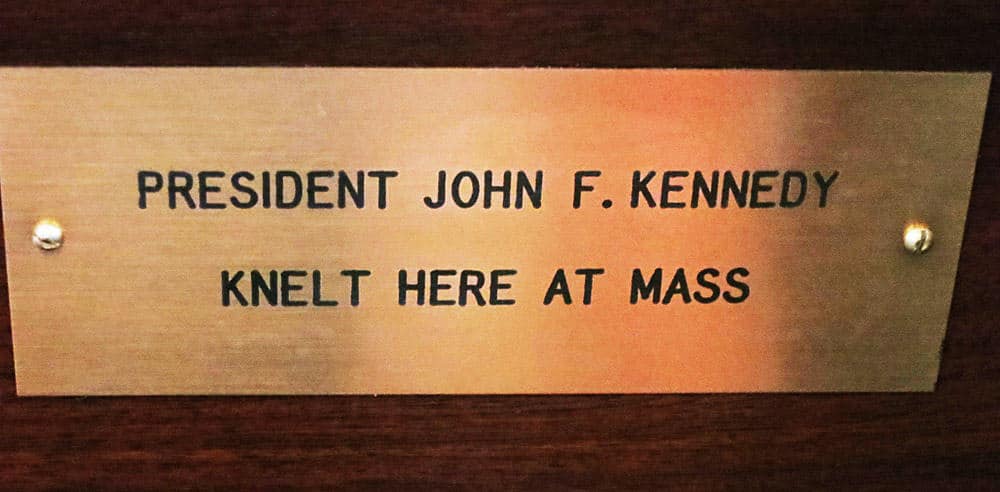 PRESIDENT JOHN F. KENNEDY
KNELT HERE AT MASS